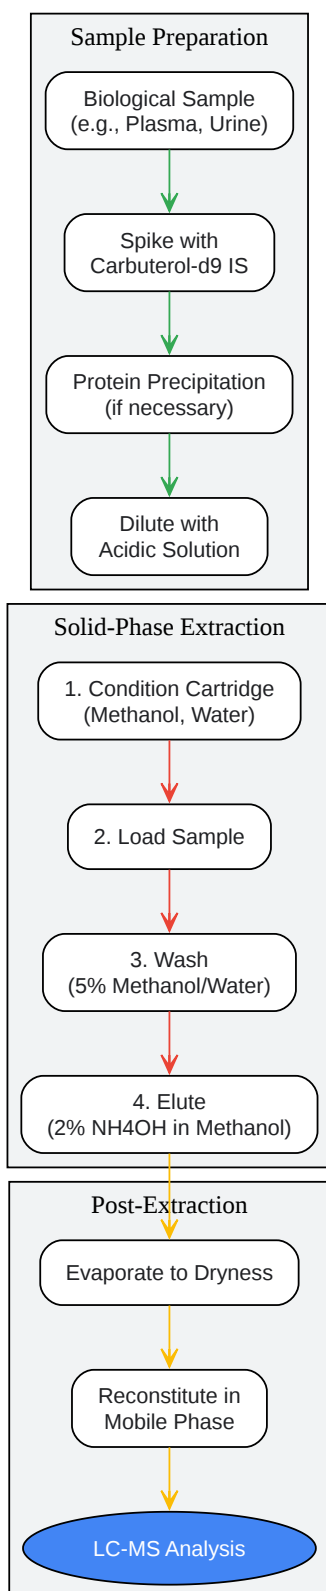 Sample Preparation
Biological Sample
(e.g., Plasma, Urine)
Spike with
Carbuterol-d9 IS
Protein Precipitation
(if necessary)
Dilute with
Acidic Solution
Solid-Phase Extraction
1. Condition Cartridge
(Methanol, Water)
2. Load Sample
3. Wash
(5% Methanol/Water)
4. Elute
(2% NH4OH in Methanol)
Post-Extraction
Evaporate to Dryness
Reconstitute in
Mobile Phase
LC-MS Analysis